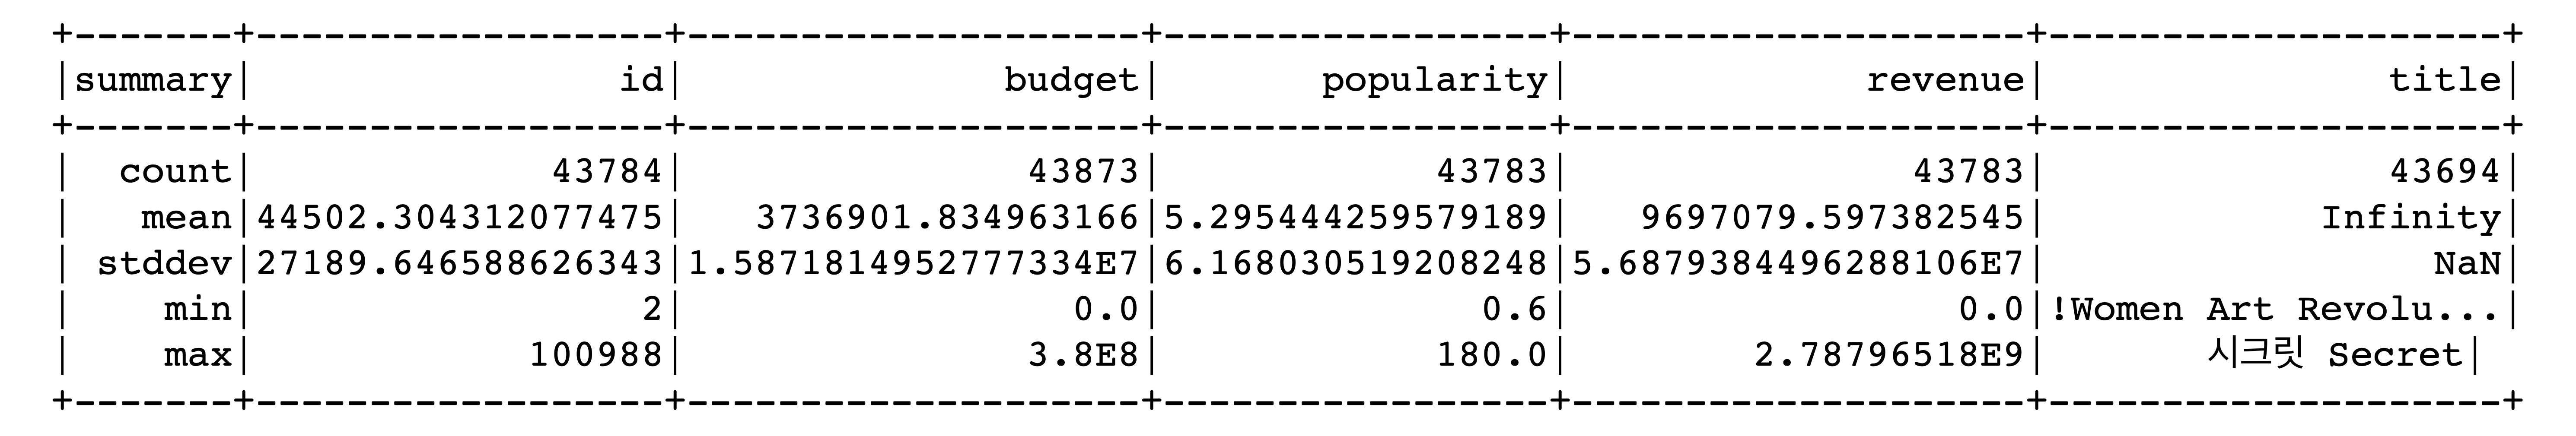 +-------+------------------+--------------------+-----------------+--------------------+--------------------+
|summary|                id|              budget|       popularity|             revenue|               title|
+-------+------------------+--------------------+-----------------+--------------------+--------------------+
|  count|             43784|               43873|            43783|               43783|               43694|
|   mean|44502.304312077475|   3736901.834963166|5.295444259579189|   9697079.597382545|            Infinity|
| stddev|27189.646588626343|1.5871814952777334E7|6.168030519208248|5.6879384496288106E7|                 NaN|
|    min|                 2|                 0.0|              0.6|                 0.0|!Women Art Revolu...|
|    max|            100988|               3.8E8|            180.0|        2.78796518E9|       시크릿 Secret|
+-------+------------------+--------------------+-----------------+--------------------+--------------------+